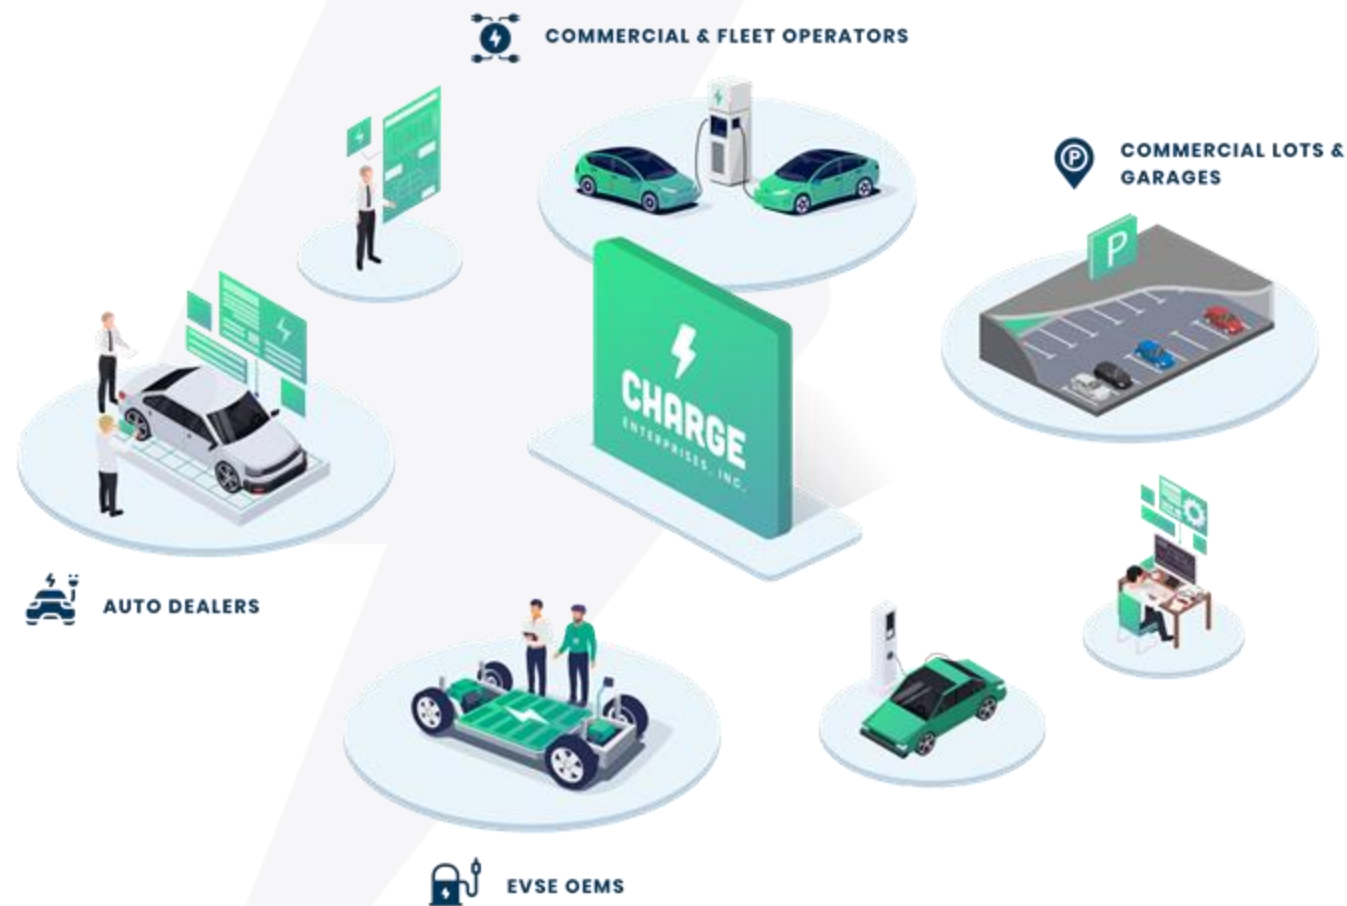 COMMERCIAL & FLEET OPERATORS
COMMERCIAL LOTS &
GARAGES
P
P
CHARGE
ENTERPRISES, INC.
AUTO DEALERS
EVSE OEMS